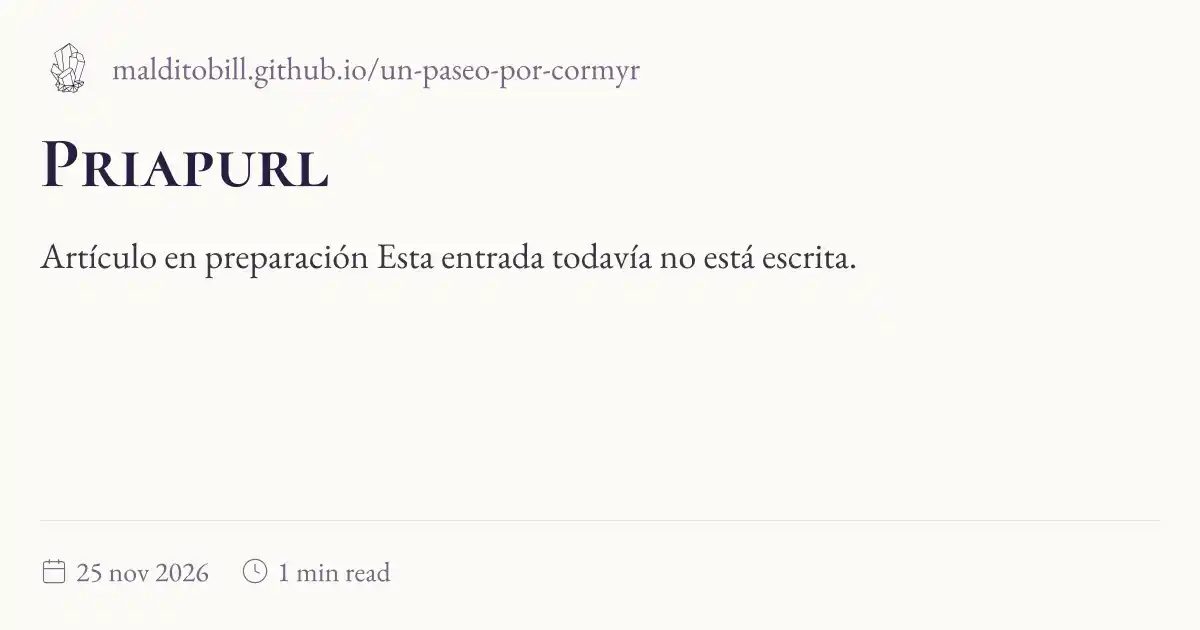 malditobill.github.io/un-paseo-por-cormyr
Priapurl
Artículo en preparación Esta entrada todavía no está escrita.
25 nov 2026 1 min read